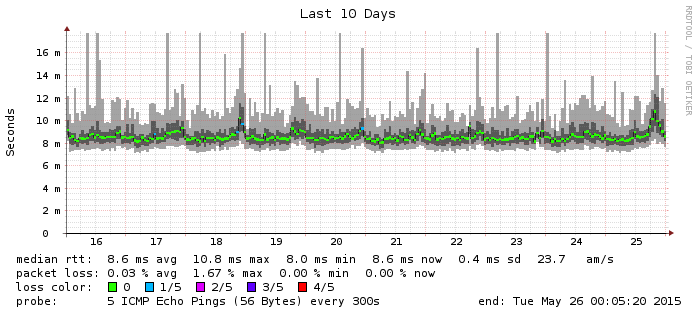 Last 10 Days
RRDTOOL / TOBI OETIKER
Seconds
16 m
14 m
12 m
10 m
8 m
6 m
4 m
2 m
0
16 17 18 19 20 21 22 23 24 25
median rtt: 8.6 ms avg 10.8 ms max 8.0 ms min 8.6 ms now 0.4 ms sd 23.7 am/s
packet loss: 0.03 % avg 1.67 % max 0.00 % min 0.00 % now
loss color: 0 1/5 2/5 3/5 4/5
probe: 5 ICMP Echo Pings (56 Bytes) every 300s end: Tue May 26 00:05:20 2015